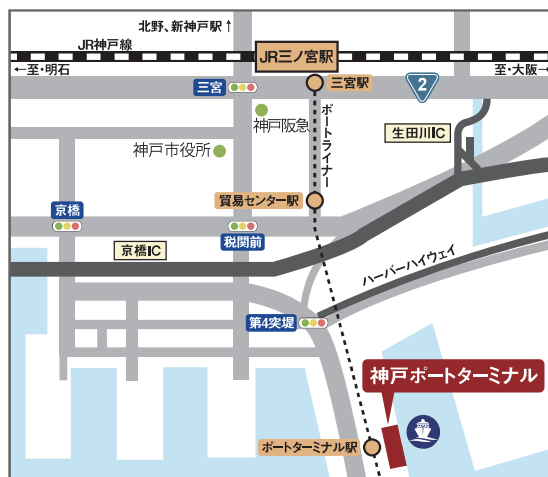 北野、新神戸駅↑
JR神戸線
JR三ノ宮駅
←至・明石
至・大阪→
三宮
三宮駅
2
ポートライナー
神戸阪急
生田川IC
神戸市役所
貿易センター駅
京橋
税関前
京橋IC
ハーバーハイウェイ
第4突堤
神戸ポートターミナル
ポートターミナル駅